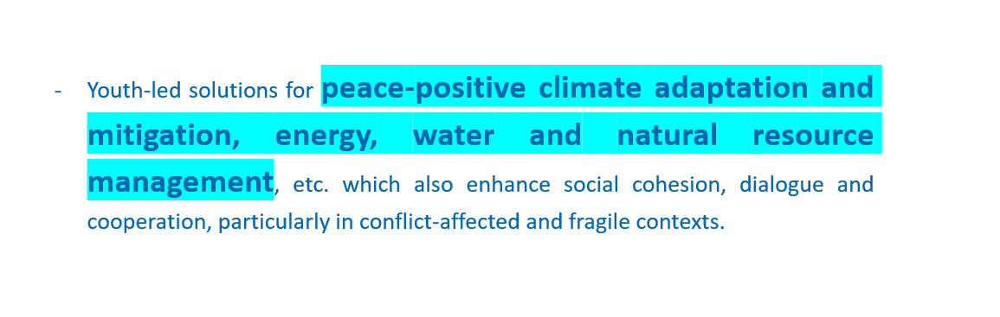 - Youth-led solutions for peace-positive climate adaptation and
mitigation, energy, water and natural resource
management, etc. which also enhance social cohesion, dialogue and
cooperation, particularly in conflict-affected and fragile contexts.